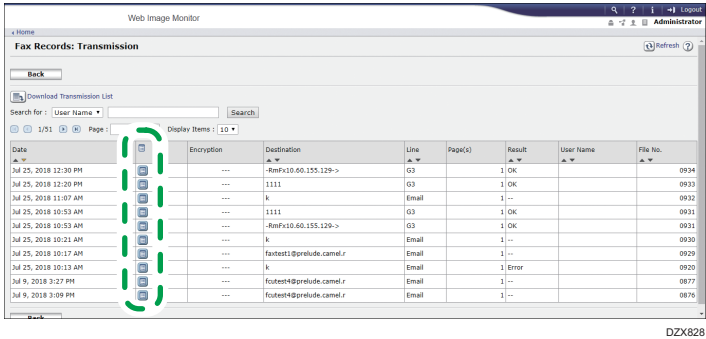 Logout
Web Image Monitor
Administrator
Home
Fax Records: Transmission
Refresh
Back
Download Transmission List
Search for : User Name Search
1/51 Page : Display Items : 10
Date Encryption Destination Line Page(s) Result User Name File No.
Jul 25, 2018 12:30 PM --- -RmFx10.60.155.129-> G3 1 OK 0934
Jul 25, 2018 12:20 PM --- 1111 G3 1 OK 0933
Jul 25, 2018 11:07 AM --- k Email 1 -- 0932
Jul 25, 2018 10:53 AM --- 1111 G3 1 OK 0931
Jul 25, 2018 10:53 AM --- -RmFx10.60.155.129-> G3 1 OK 0931
Jul 25, 2018 10:21 AM --- k Email 1 -- 0930
Jul 25, 2018 10:17 AM --- faxtest1@prelude.camel.r Email 1 -- 0929
Jul 25, 2018 10:13 AM --- k Email 1 Error 0920
Jul 9, 2018 3:27 PM --- fcutest4@prelude.camel.r Email 1 -- 0877
Jul 9, 2018 3:09 PM --- fcutest4@prelude.camel.r Email 1 -- 0876
Back
DZX828